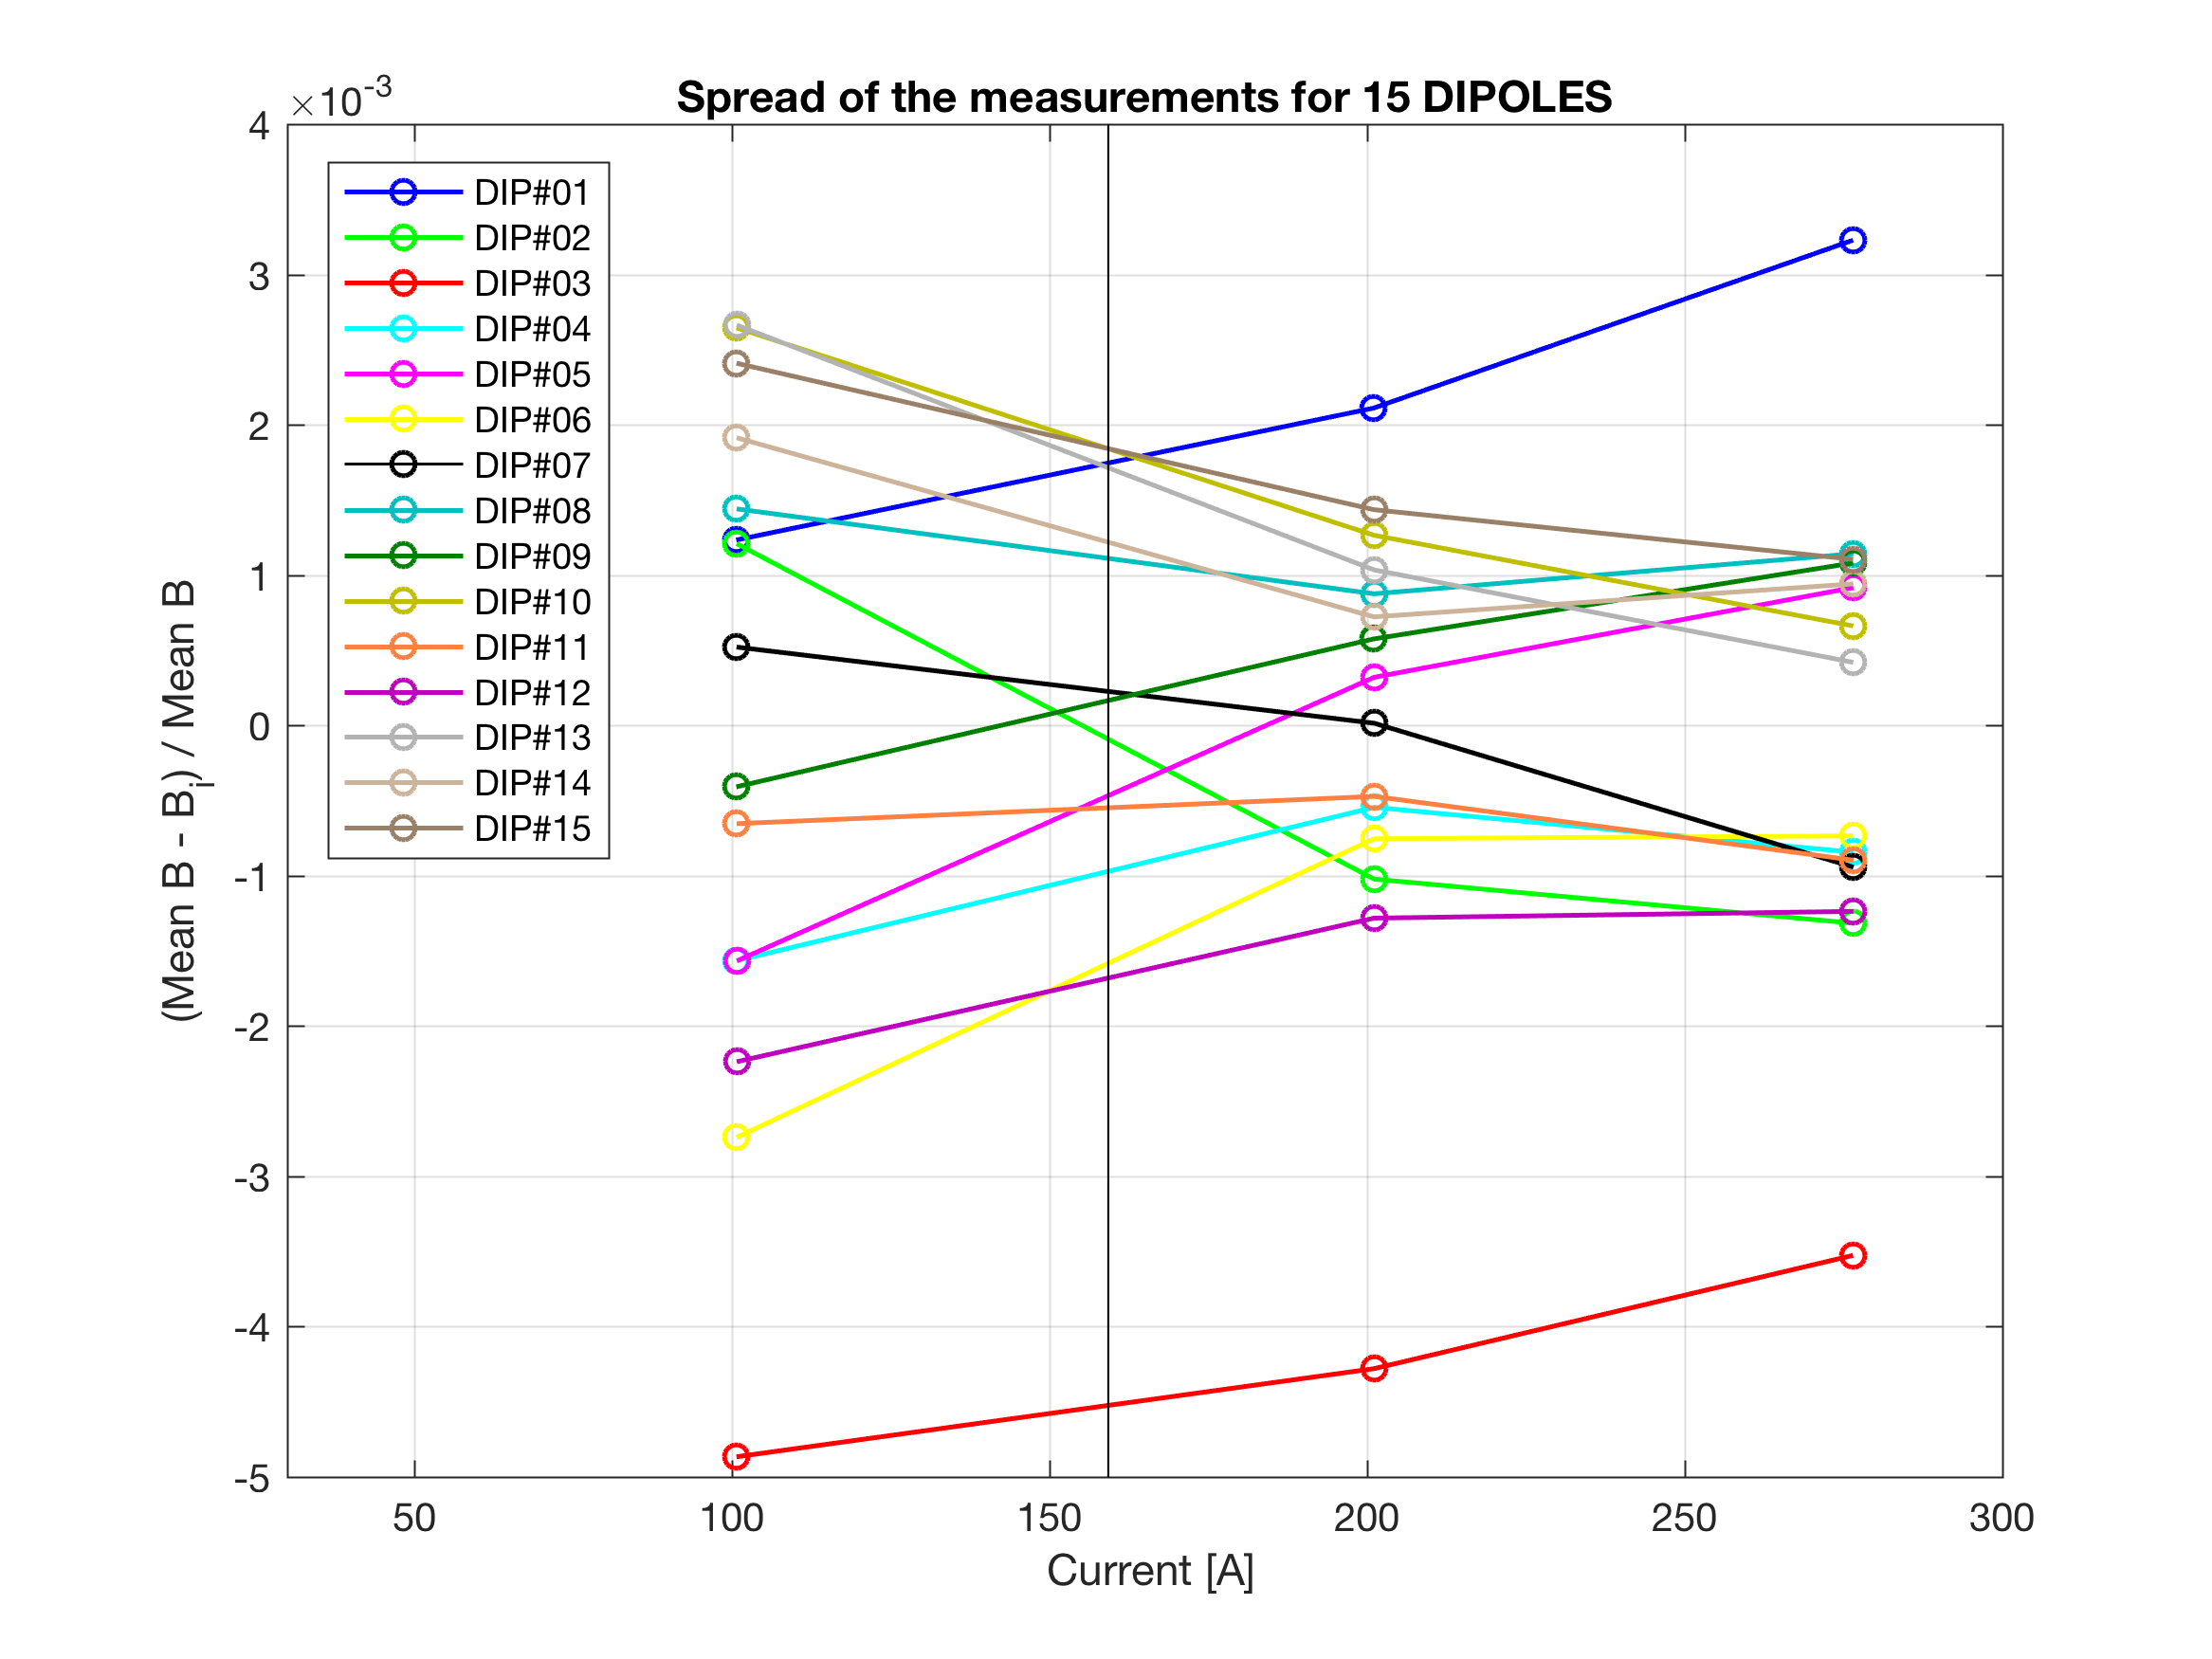 Spread of the measurements for 15 DIPOLES
×10⁻³
4
3
2
1
0
-1
-2
-3
-4
-5
(Mean B - Bᵢ) / Mean B
DIP#01
DIP#02
DIP#03
DIP#04
DIP#05
DIP#06
DIP#07
DIP#08
DIP#09
DIP#10
DIP#11
DIP#12
DIP#13
DIP#14
DIP#15
50 100 150 200 250 300
Current [A]